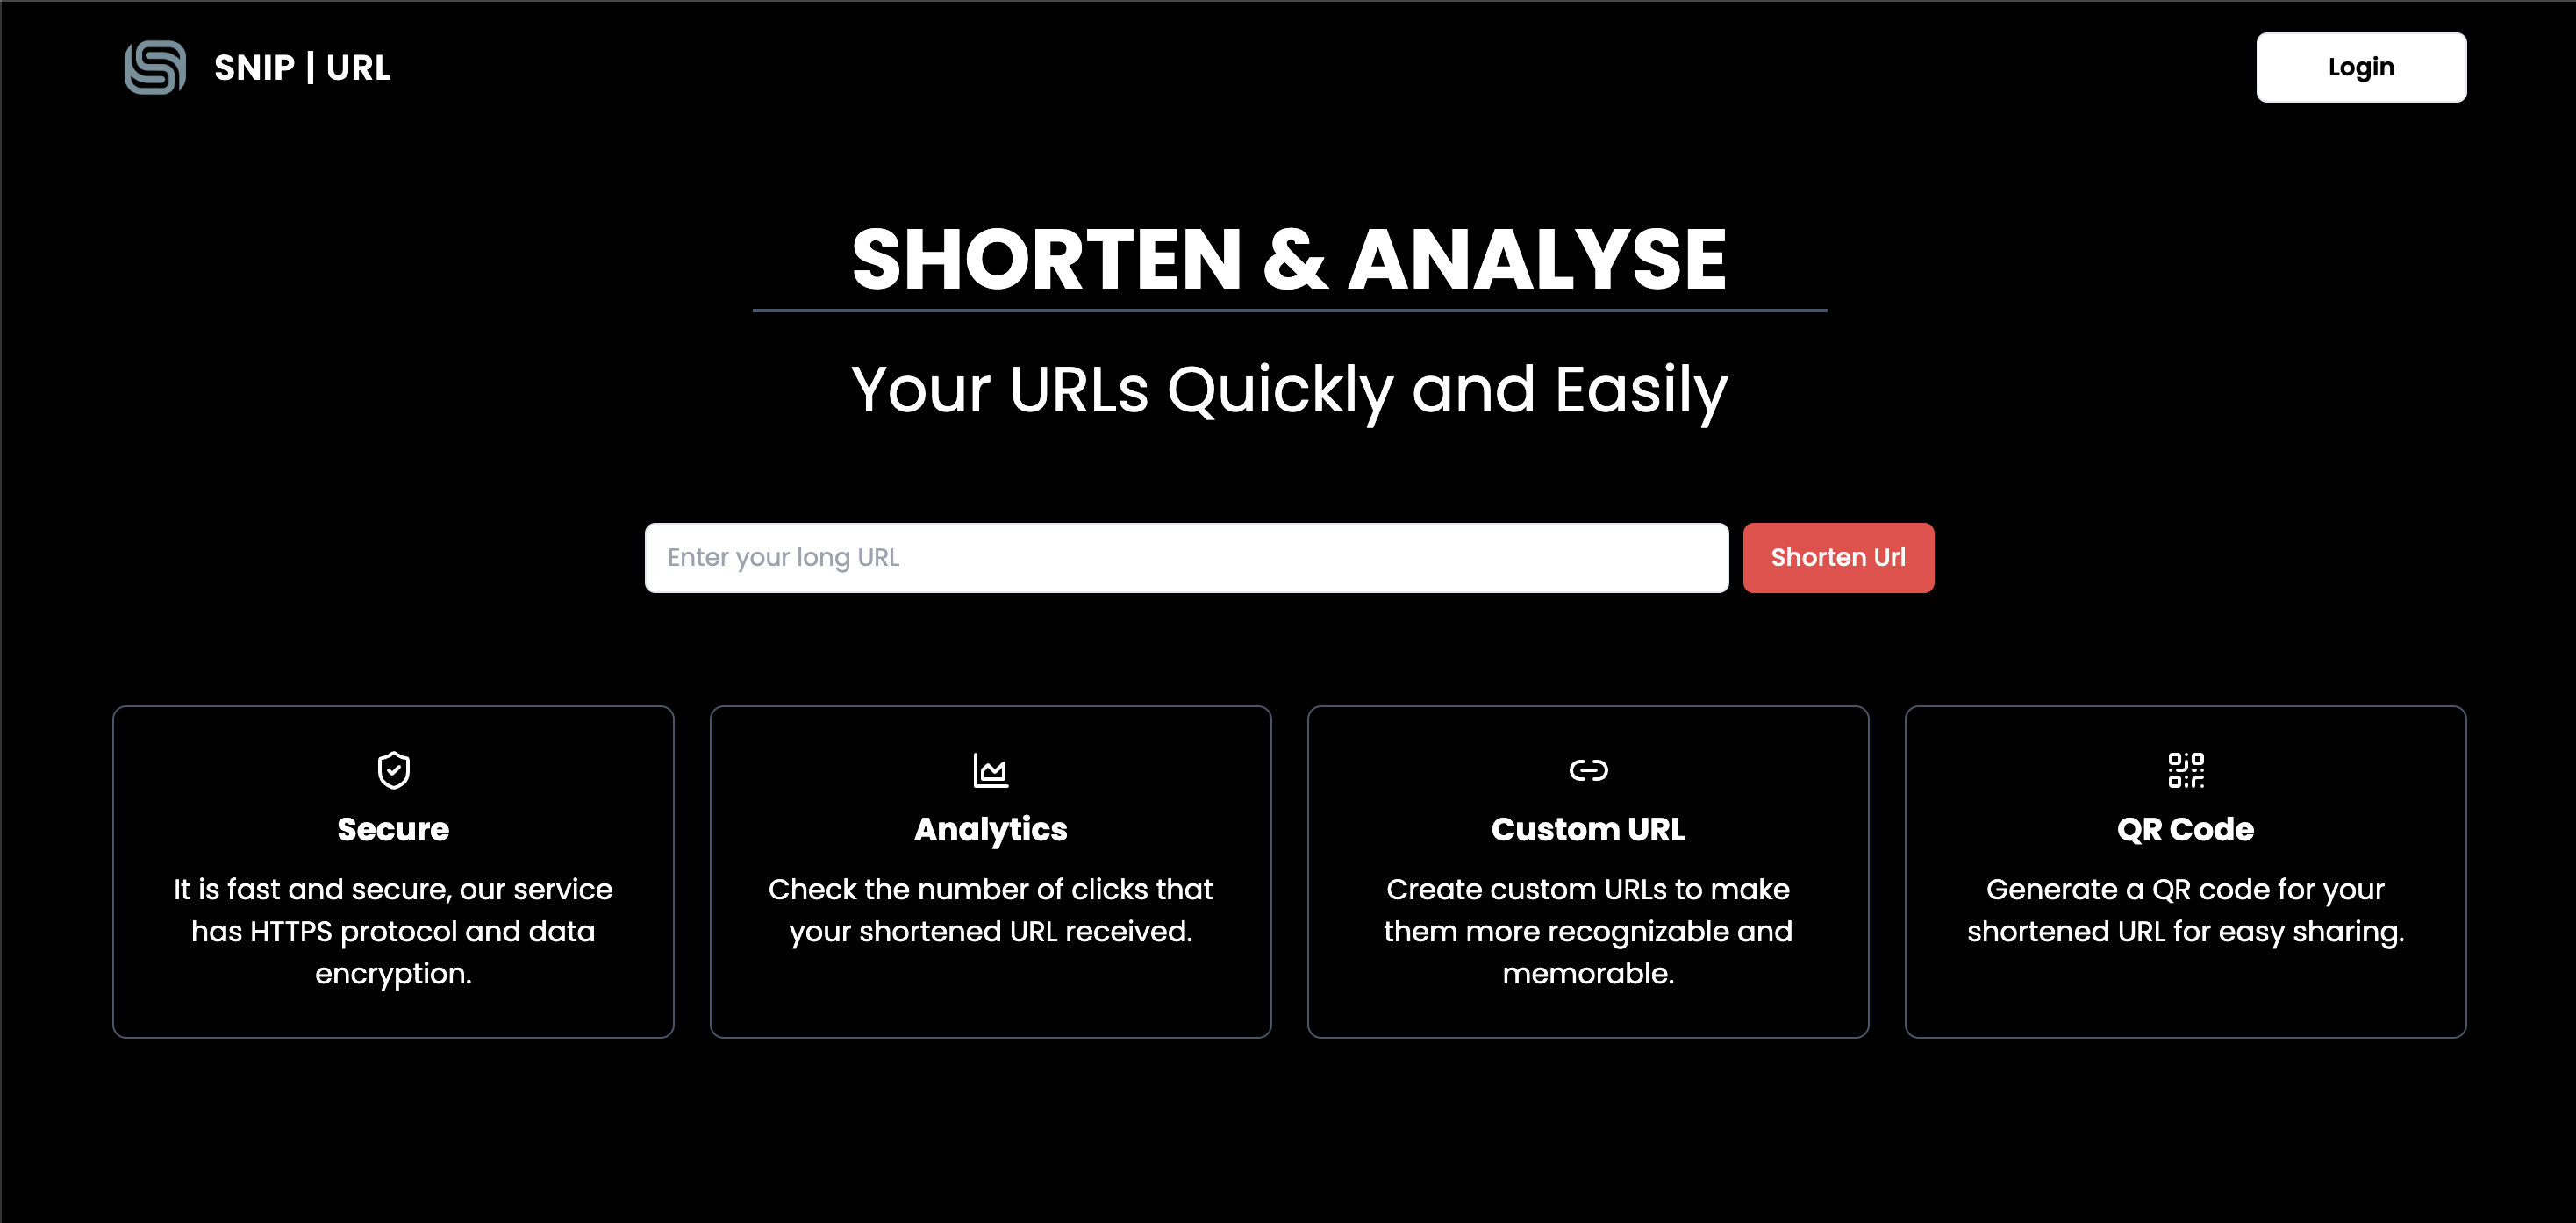 SNIP | URL
Login
SHORTEN & ANALYSE
Your URLs Quickly and Easily
Enter your long URL
Shorten Url
Secure
It is fast and secure, our service
has HTTPS protocol and data
encryption.
Analytics
Check the number of clicks that
your shortened URL received.
Custom URL
Create custom URLs to make
them more recognizable and
memorable.
QR Code
Generate a QR code for your
shortened URL for easy sharing.